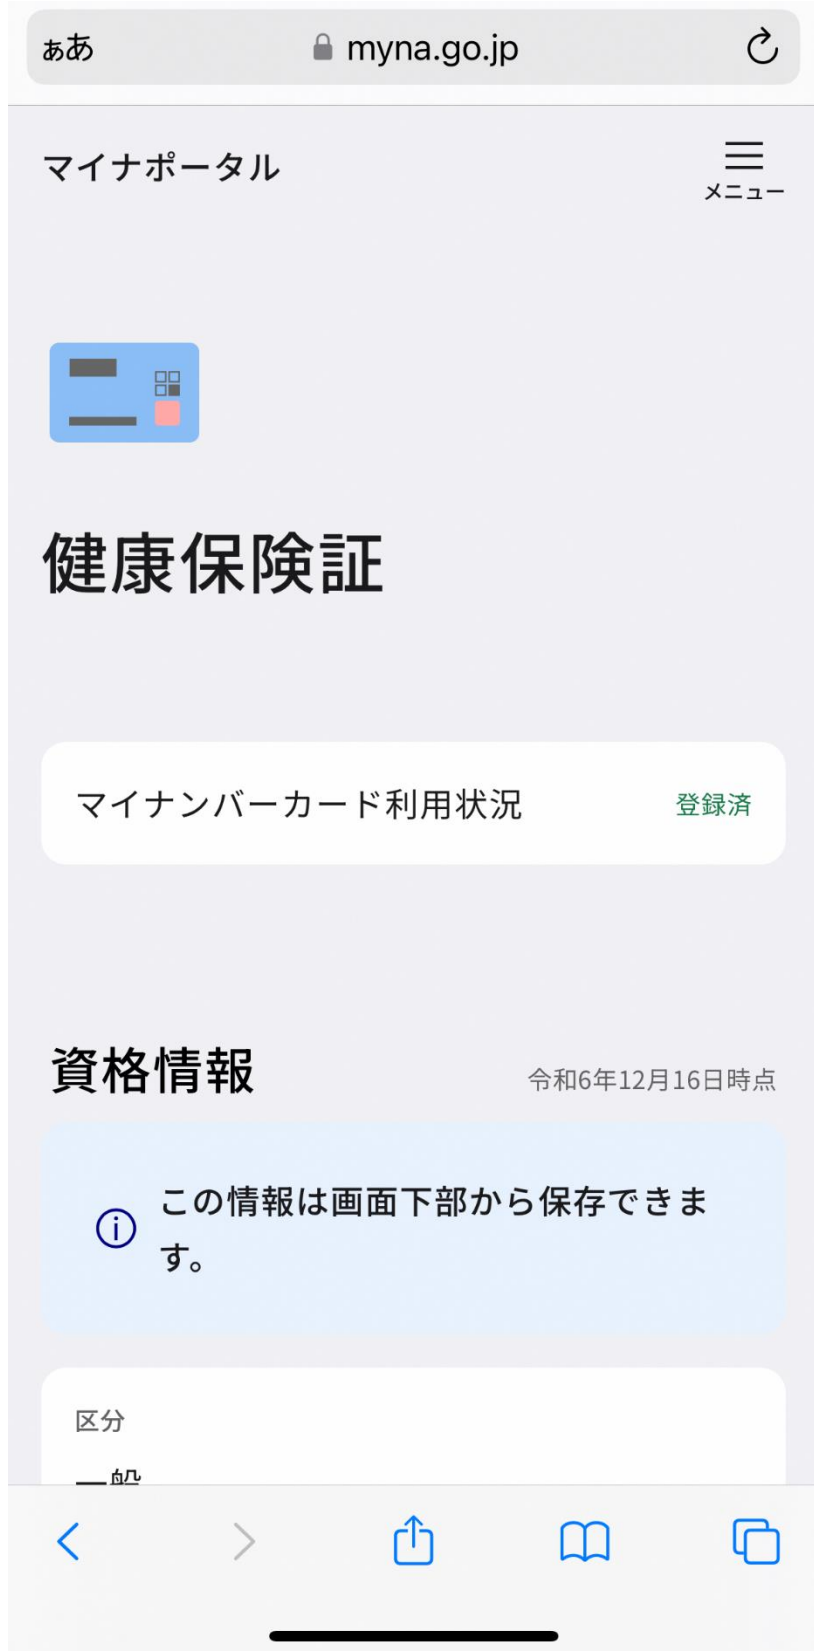 ぁあ myna.go.jp
マイナポータル
メニュー
健康保険証
マイナンバーカード利用状況 登録済
資格情報 令和6年12月16日時点
この情報は画面下部から保存できま
す。
区分
一般